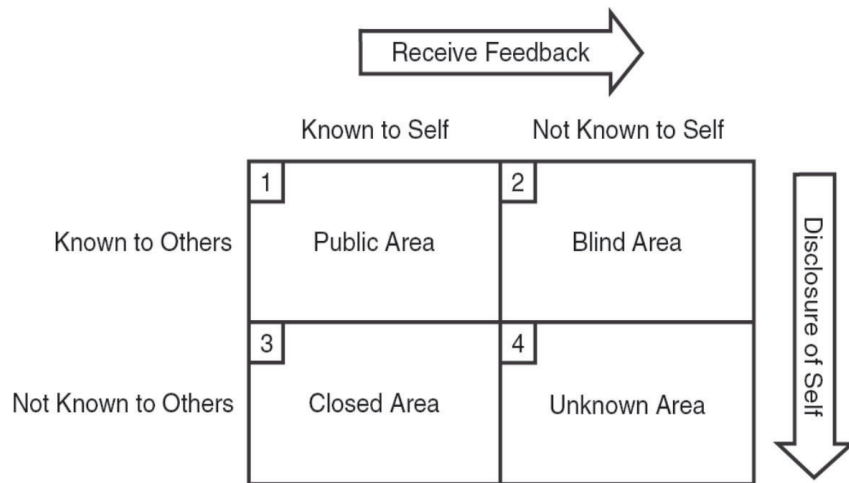 Receive Feedback
Known to Self Not Known to Self
1 2
Known to Others Public Area Blind Area
Disclosure of Self
3 4
Not Known to Others Closed Area Unknown Area